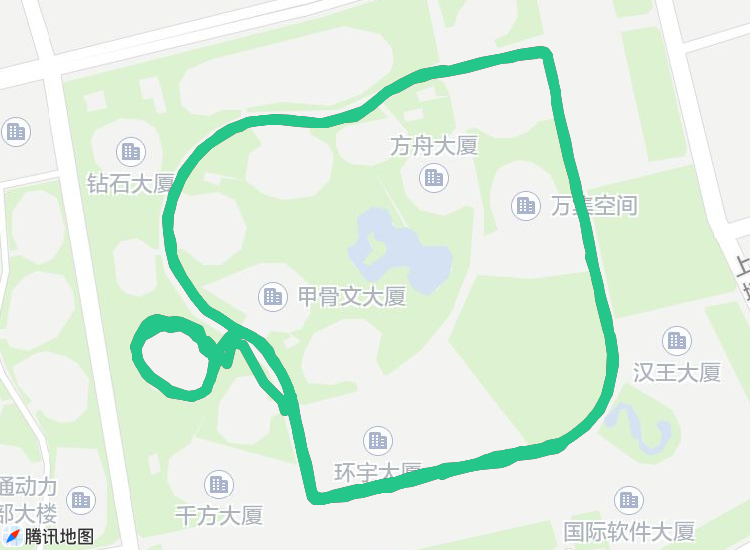 方舟大厦
钻石大厦
万集空间
上
甲骨文大厦
汉王大厦
环宇大厦
通动力
部大楼
千方大厦
国际软件大厦
腾讯地图